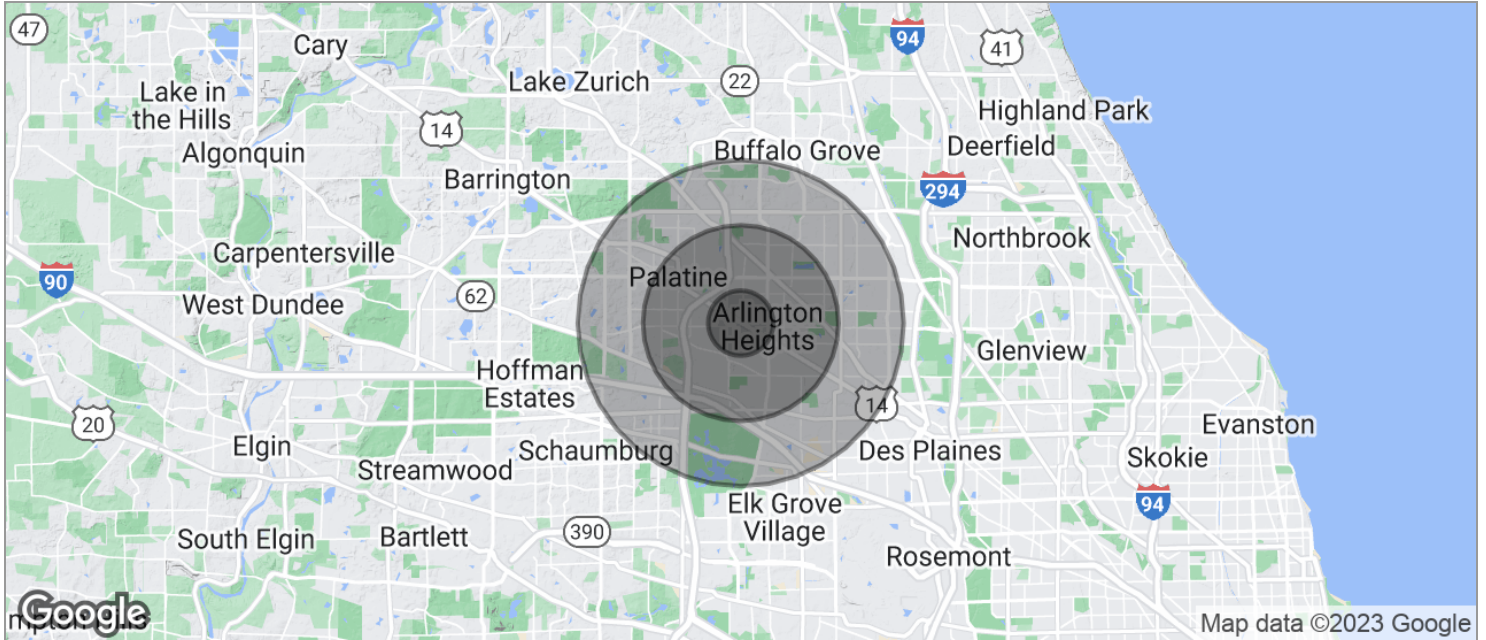 47
Cary
94
41
Lake Zurich
22
Lake in
the Hills
Highland Park
14
Algonquin
Buffalo Grove
Deerfield
Barrington
294
Northbrook
Carpentersville
90
Palatine
62
West Dundee
Arlington
Heights
Glenview
Hoffman
Estates
14
20
Evanston
Elgin
Schaumburg
Des Plaines
Streamwood
Skokie
94
Elk Grove
Village
390
South Elgin
Bartlett
Rosemont
Google
Map data ©2023 Google